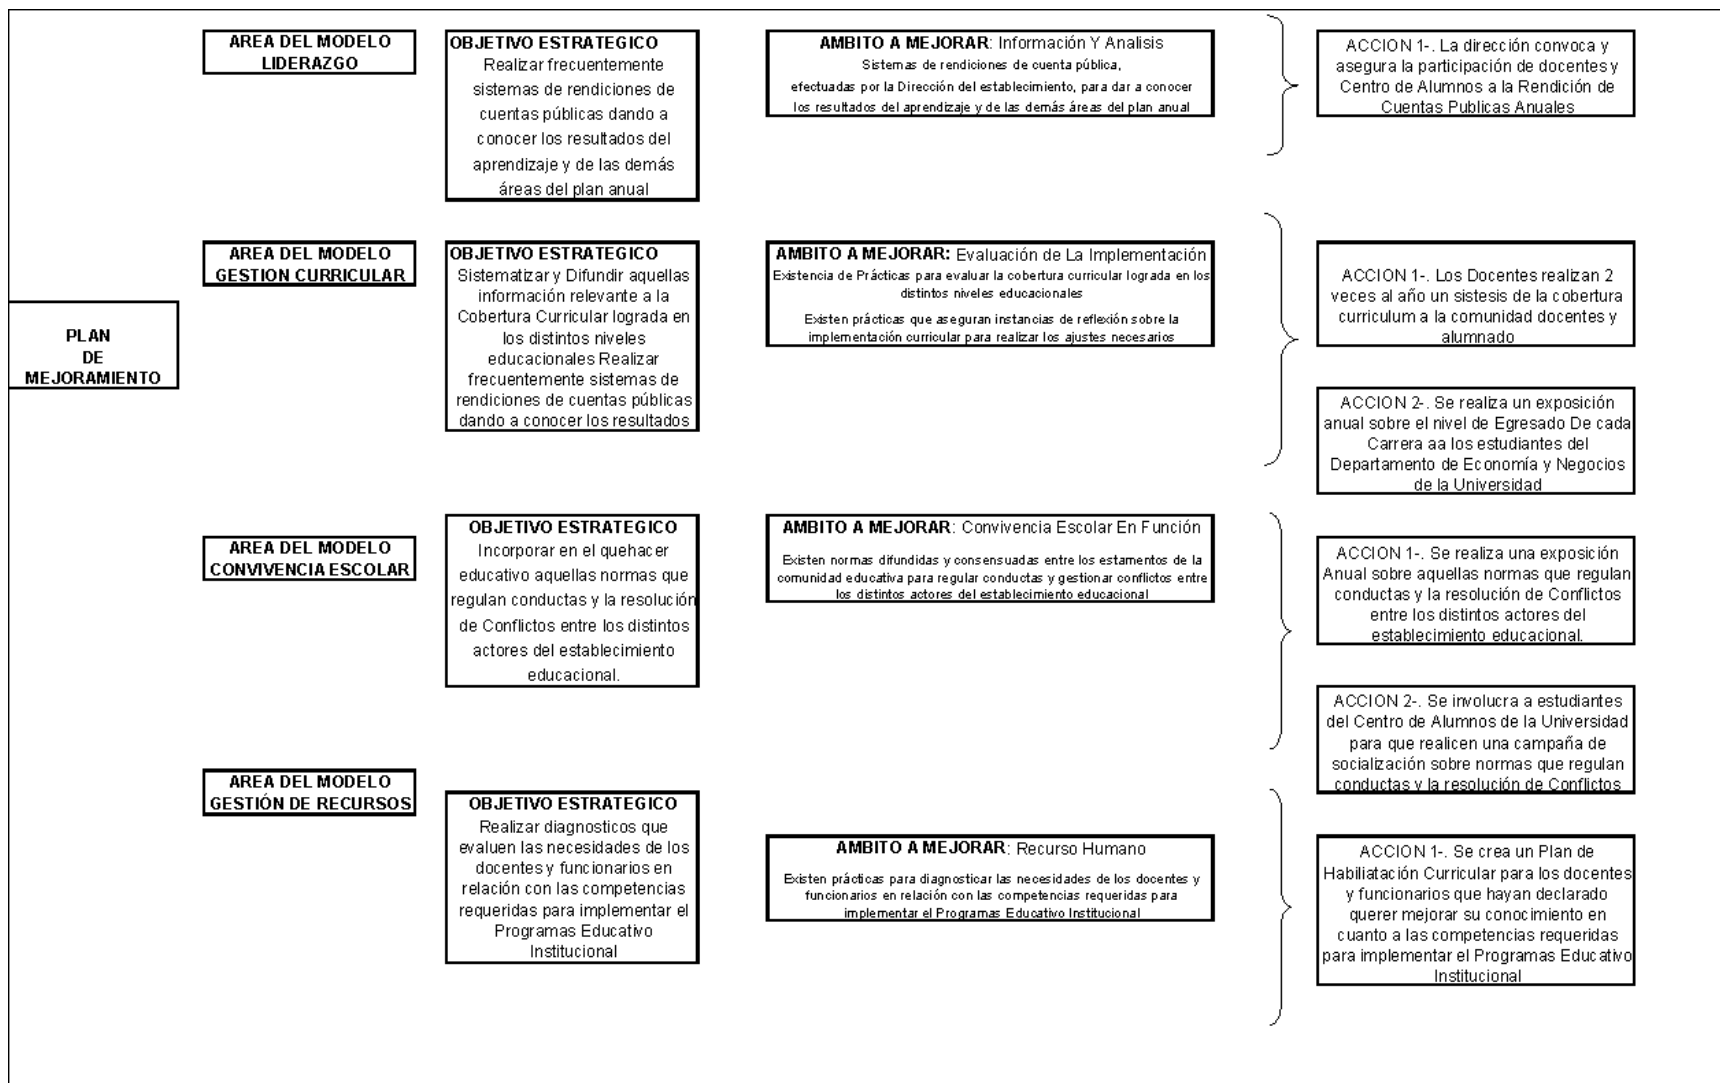 PLAN
DE
MEJORAMIENTO
AREA DEL MODELO
LIDERAZGO
OBJETIVO ESTRATEGICO
Realizar frecuentemente
sistemas de rendiciones de
cuentas públicas dando a
conocer los resultados del
aprendizaje y de las demás
áreas del plan anual
AMBITO A MEJORAR: Información Y Analisis
Sistemas de rendiciones de cuenta pública,
efectuadas por la Dirección del establecimiento, para dar a conocer
los resultados del aprendizaje y de las demás áreas del plan anual
ACCION 1-. La dirección convoca y
asegura la participación de docentes y
Centro de Alumnos a la Rendición de
Cuentas Publicas Anuales
AREA DEL MODELO
GESTION CURRICULAR
OBJETIVO ESTRATEGICO
Sistematizar y Difundir aquellas
información relevante a la
Cobertura Curricular lograda en
los distintos niveles
educacionales Realizar
frecuentemente sistemas de
rendiciones de cuentas públicas
dando a conocer los resultados
AMBITO A MEJORAR: Evaluación de La Implementación
Existencia de Prácticas para evaluar la cobertura curricular lograda en los
distintos niveles educacionales
Existen prácticas que aseguran instancias de reflexión sobre la
implementación curricular para realizar los ajustes necesarios
ACCION 1-. Los Docentes realizan 2
veces al año un sistesis de la cobertura
curriculum a la comunidad docentes y
alumnado
ACCION 2-. Se realiza un exposición
anual sobre el nivel de Egresado De cada
Carrera aa los estudiantes del
Departamento de Economía y Negocios
de la Universidad
AREA DEL MODELO
CONVIVENCIA ESCOLAR
OBJETIVO ESTRATEGICO
Incorporar en el quehacer
educativo aquellas normas que
regulan conductas y la resolución
de Conflictos entre los distintos
actores del establecimiento
educacional.
AMBITO A MEJORAR: Convivencia Escolar En Función
Existen normas difundidas y consensuadas entre los estamentos de la
comunidad educativa para regular conductas y gestionar conflictos entre
los distintos actores del establecimiento educacional
ACCION 1-. Se realiza una exposición
Anual sobre aquellas normas que regulan
conductas y la resolución de Conflictos
entre los distintos actores del
establecimiento educacional.
ACCION 2-. Se involucra a estudiantes
del Centro de Alumnos de la Universidad
para que realicen una campaña de
socialización sobre normas que regulan
conductas y la resolución de Conflictos
AREA DEL MODELO
GESTIÓN DE RECURSOS
OBJETIVO ESTRATEGICO
Realizar diagnosticos que
evaluen las necesidades de los
docentes y funcionarios en
relación con las competencias
requeridas para implementar el
Programas Educativo
Institucional
AMBITO A MEJORAR: Recurso Humano
Existen prácticas para diagnosticar las necesidades de los docentes y
funcionarios en relación con las competencias requeridas para
implementar el Programas Educativo Institucional
ACCION 1-. Se crea un Plan de
Habiliatación Curricular para los docentes
y funcionarios que hayan declarado
querer mejorar su conocimiento en
cuanto a las competencias requeridas
para implementar el Programas Educativo
Institucional